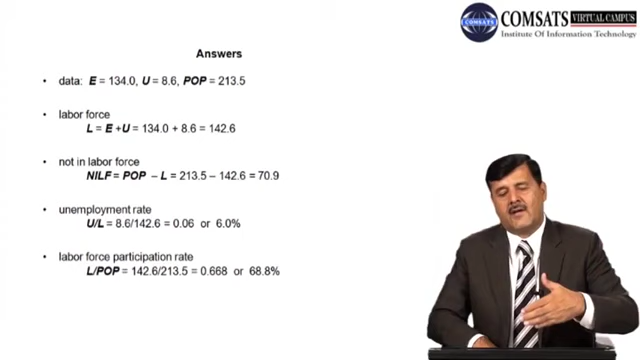 COMSATS VIRTUAL CAMPUS
Institute Of Information Technology
Answers
• data: E = 134.0, U = 8.6, POP = 213.5
• labor force
L = E +U = 134.0 + 8.6 = 142.6
• not in labor force
NILF = POP – L = 213.5 – 142.6 = 70.9
• unemployment rate
U/L = 8.6/142.6 = 0.06 or 6.0%
• labor force participation rate
L/POP = 142.6/213.5 = 0.668 or 68.8%